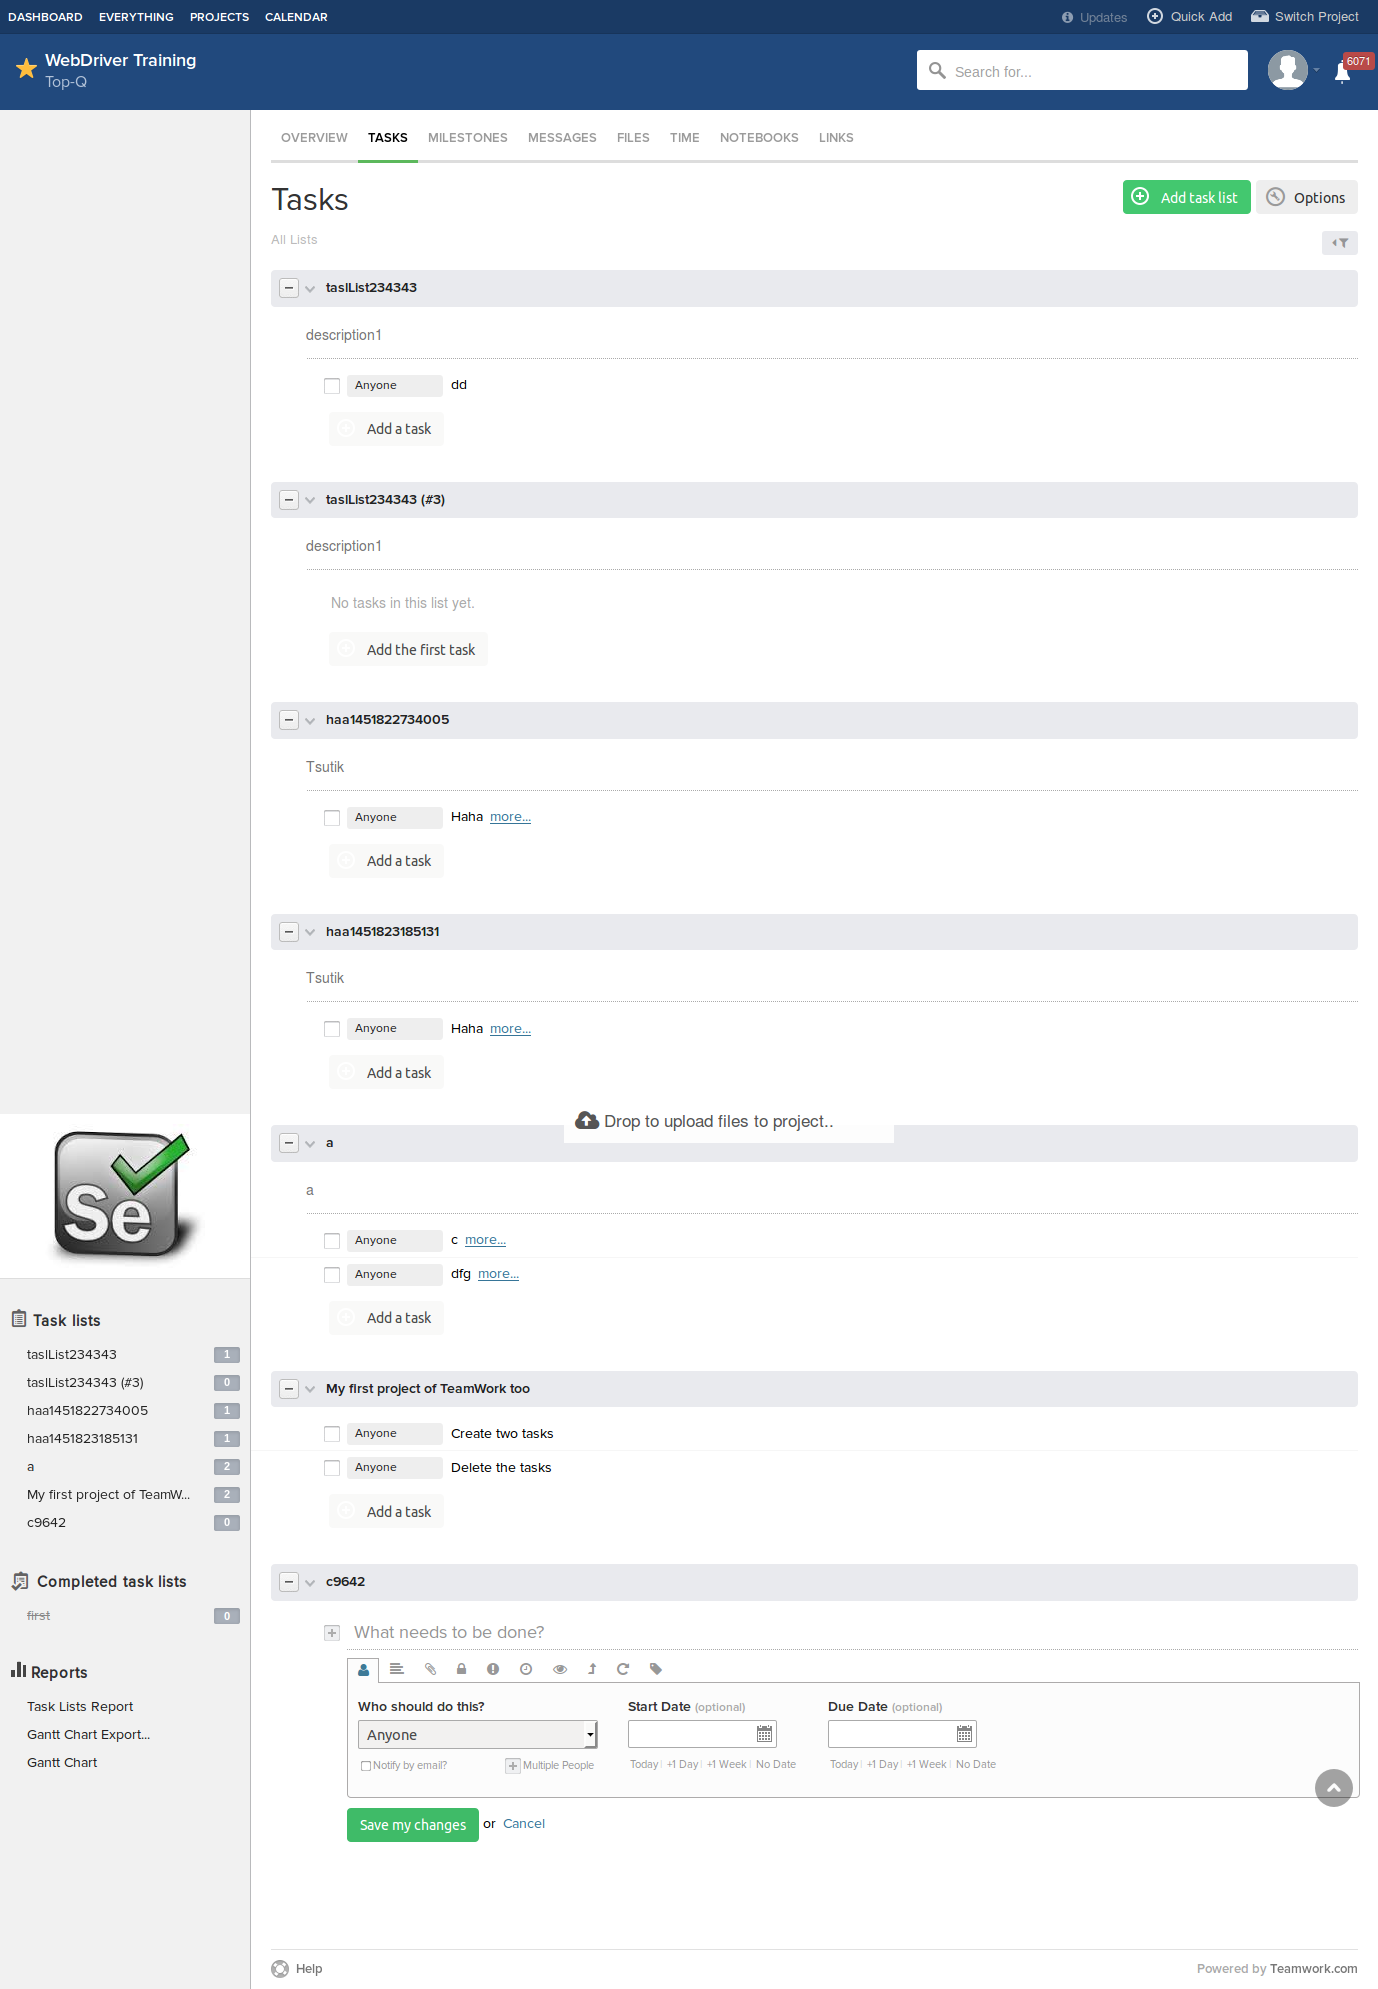 DASHBOARD EVERYTHING PROJECTS CALENDAR Updates Quick Add Switch Project
WebDriver Training
Top-Q
Search for...
6071
OVERVIEW TASKS MILESTONES MESSAGES FILES TIME NOTEBOOKS LINKS
Tasks
Add task list Options
All Lists
taslList234343
description1
Anyone dd
Add a task
taslList234343 (#3)
description1
No tasks in this list yet.
Add the first task
haa1451822734005
Tsutik
Anyone Haha more...
Add a task
haa1451823185131
Tsutik
Anyone Haha more...
Add a task
Drop to upload files to project..
a
a
Anyone c more...
Anyone dfg more...
Add a task
My first project of TeamWork too
Anyone Create two tasks
Anyone Delete the tasks
Add a task
c9642
What needs to be done?
Who should do this? Start Date (optional) Due Date (optional)
Anyone
Notify by email? Multiple People Today +1 Day +1 Week No Date Today +1 Day +1 Week No Date
Save my changes or Cancel
Se
Task lists
taslList234343 1
taslList234343 (#3) 0
haa1451822734005 1
haa1451823185131 1
a 2
My first project of TeamW... 2
c9642 0
Completed task lists
first 0
Reports
Task Lists Report
Gantt Chart Export...
Gantt Chart
Help Powered by Teamwork.com